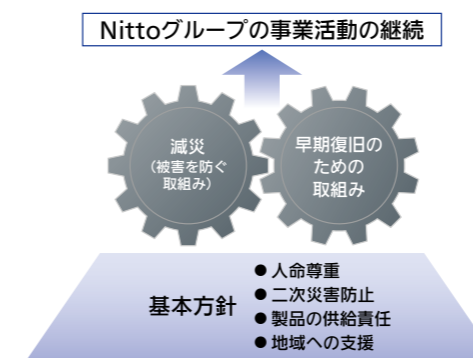 Nittoグループの事業活動の継続
減災
(被害を防ぐ
取組み)
早期復旧の
ための
取組み
基本方針
● 人命尊重
● 二次災害防止
● 製品の供給責任
● 地域への支援